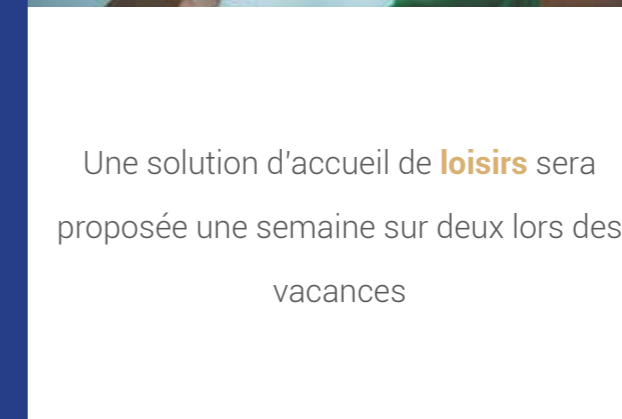 Une solution d'accueil de loisirs sera
proposée une semaine sur deux lors des
vacances